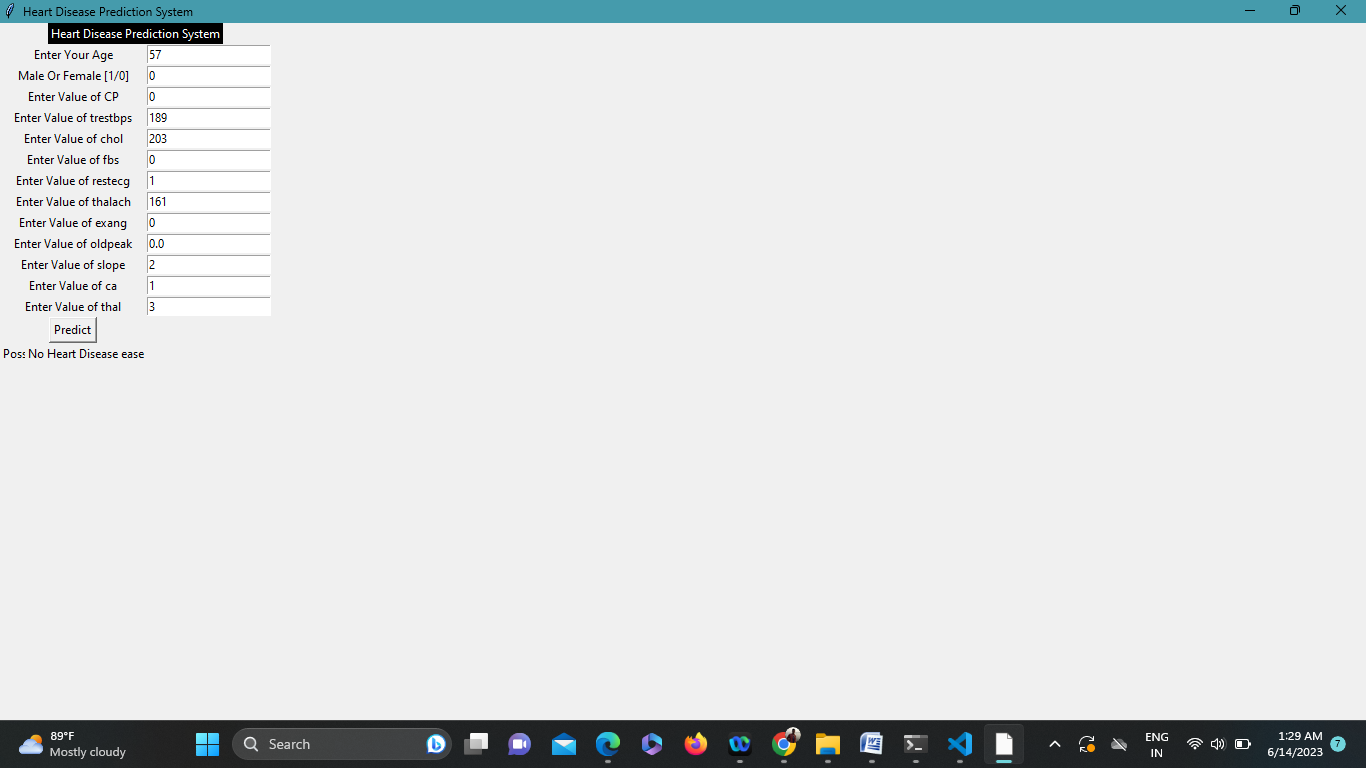 Heart Disease Prediction System
Heart Disease Prediction System
Enter Your Age 57
Male Or Female [1/0] 0
Enter Value of CP 0
Enter Value of trestbps 189
Enter Value of chol 203
Enter Value of fbs 0
Enter Value of restecg 1
Enter Value of thalach 161
Enter Value of exang 0
Enter Value of oldpeak 0.0
Enter Value of slope 2
Enter Value of ca 1
Enter Value of thal 3
Predict
Poss No Heart Disease ease
89°F
Mostly cloudy
Search
ENG
IN
1:29 AM
6/14/2023
7